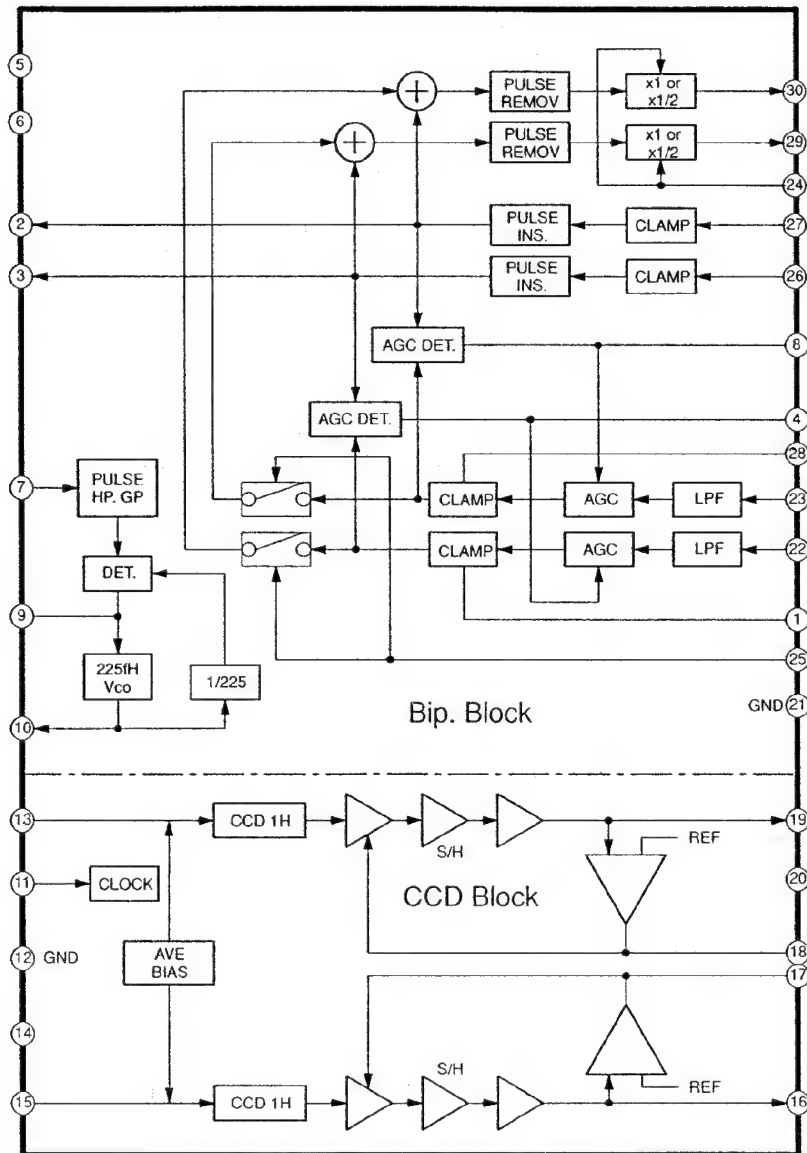 5
PULSE REMOV
x1 or x1/2
30
6
PULSE REMOV
x1 or x1/2
29
24
2
PULSE INS.
CLAMP
27
3
PULSE INS.
CLAMP
26
AGC DET.
8
AGC DET.
4
28
7
PULSE HP. GP
CLAMP
AGC
LPF
23
CLAMP
AGC
LPF
22
DET.
9
1
25
225fH Vco
1/225
10
Bip. Block
GND
21
13
CCD 1H
S/H
19
REF
11
CLOCK
CCD Block
20
12
GND
AVE BIAS
18
17
14
S/H
REF
15
CCD 1H
16